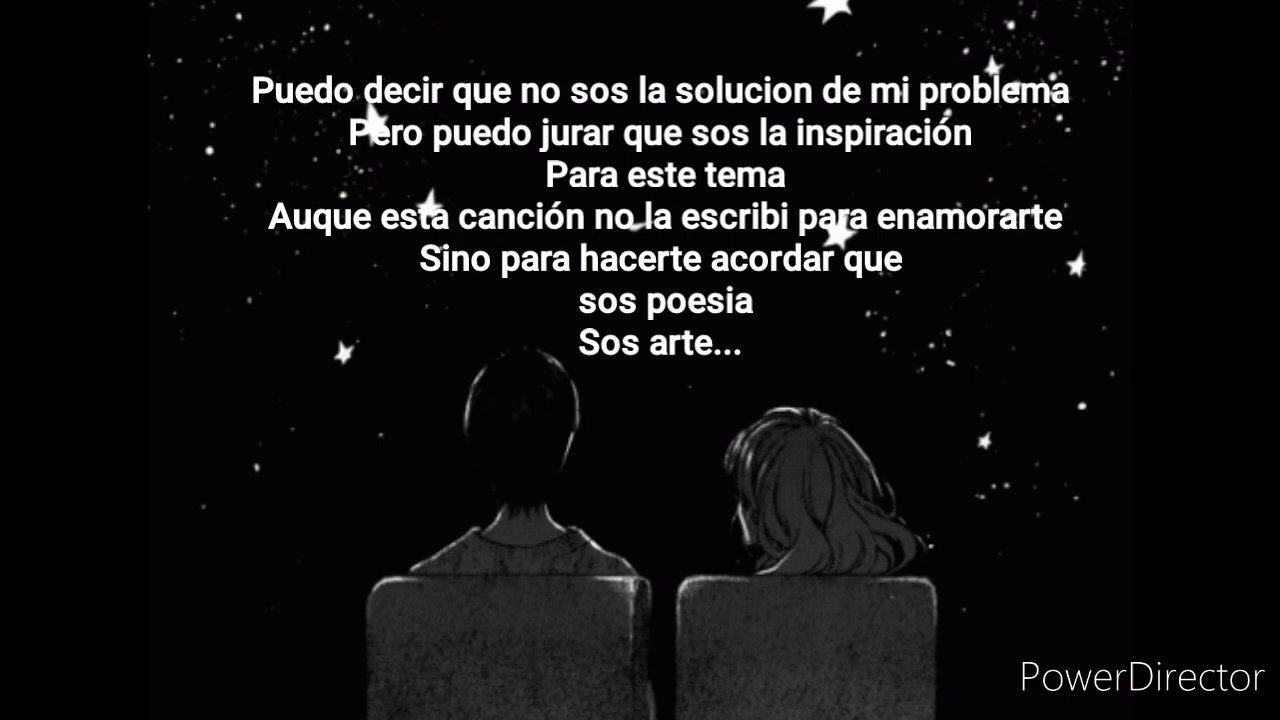 Puedo decir que no sos la solucion de mi problema
Pero puedo jurar que sos la inspiración
Para este tema
Auque esta canción no la escribi para enamorarte
Sino para hacerte acordar que
sos poesia
Sos arte...
PowerDirector